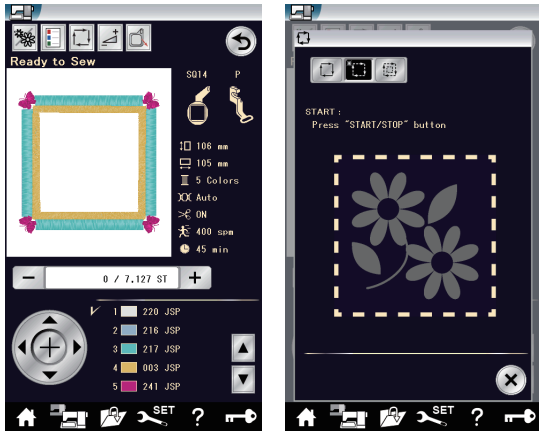 Ready to Sew
SQ14 P
106 mm
105 mm
5 Colors
Auto
ON
400 spm
45 min
− 0 / 7.127 ST +
1 220 JSP
2 216 JSP
3 217 JSP
4 003 JSP
5 241 JSP
SET ?
START :
Press "START/STOP" button
SET ?